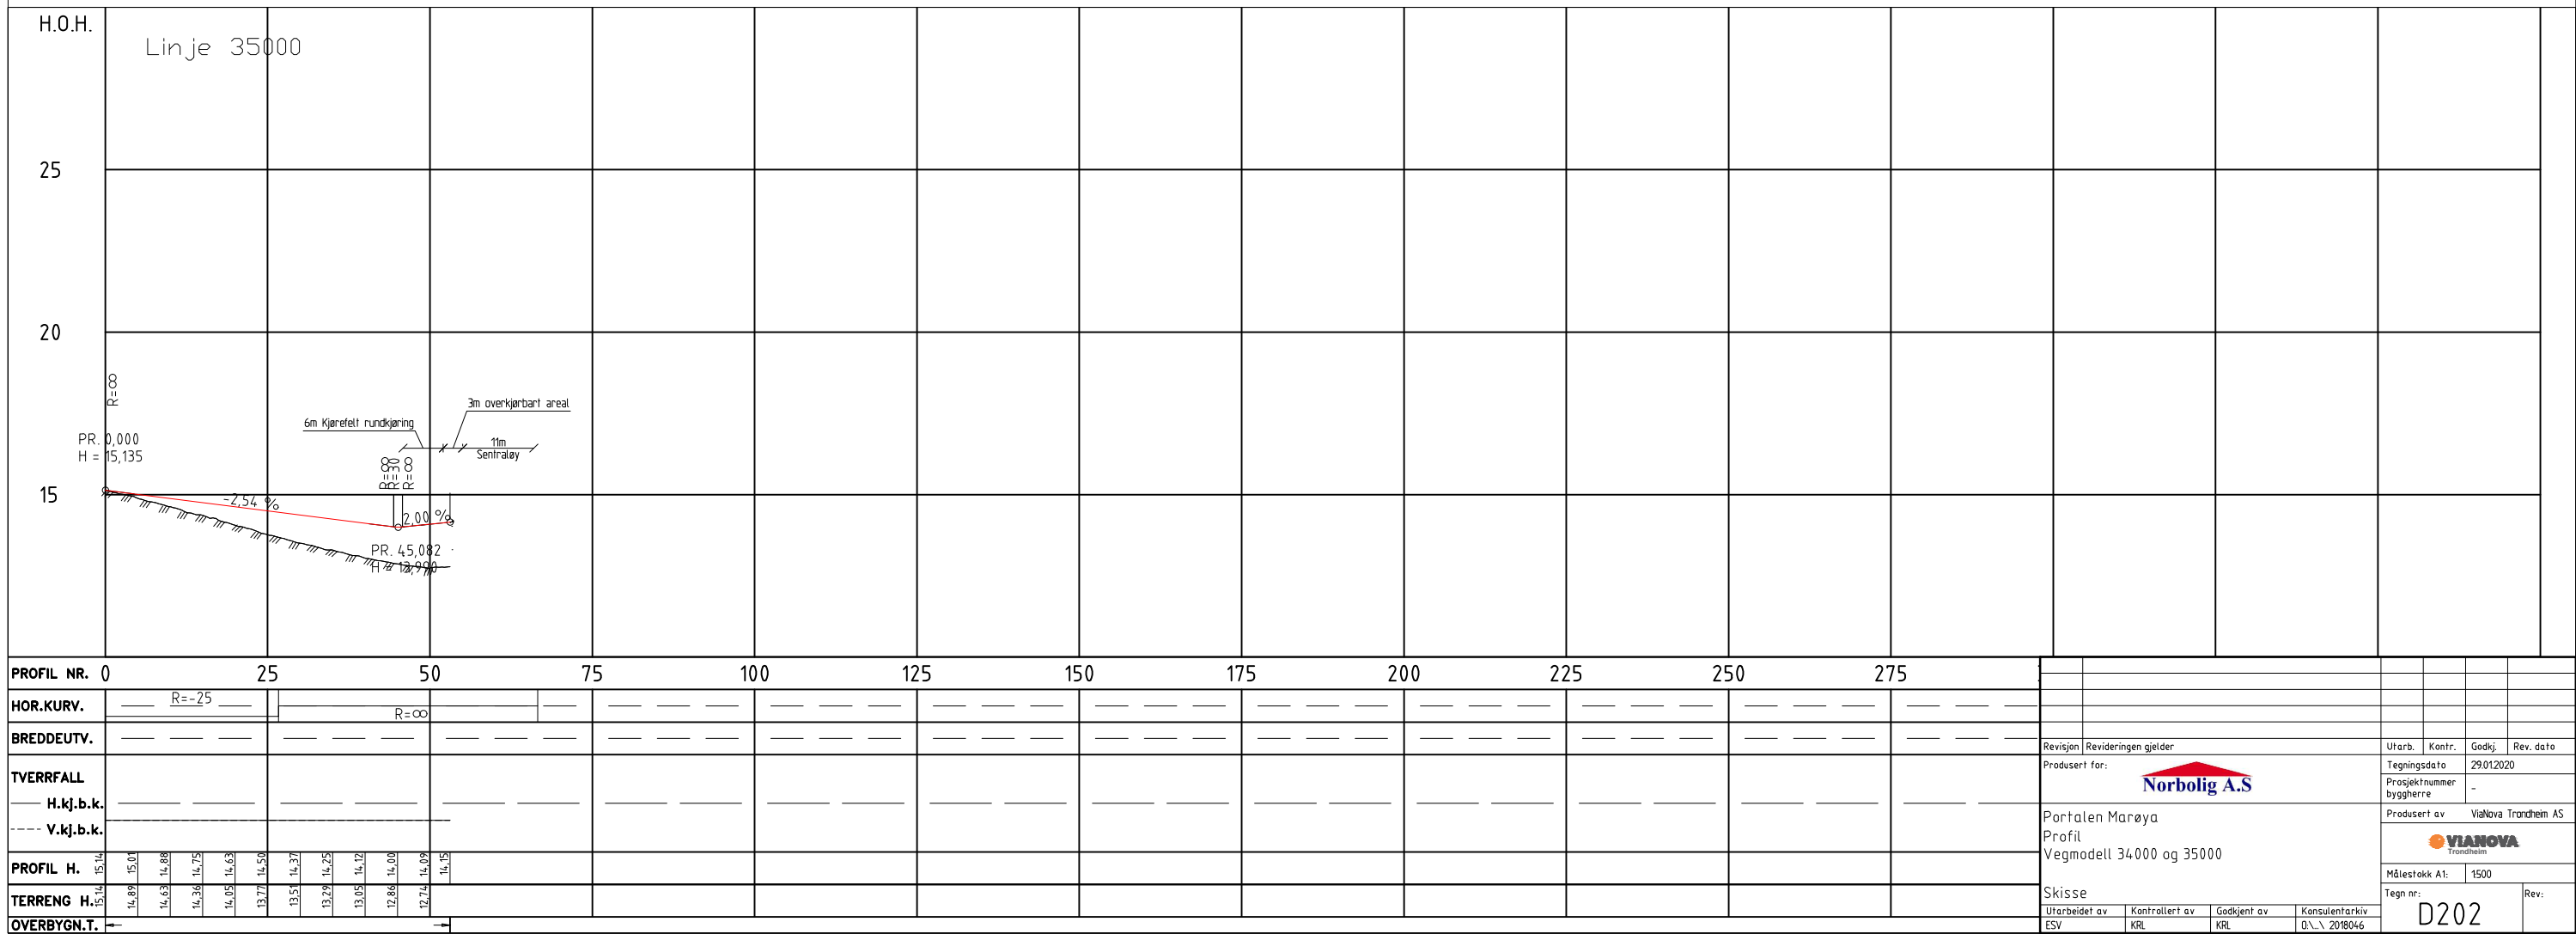 H.O.H.
Linje 35000
25
20
15
R=∞
PR. 0,000
H = 15,135
-2,54 %
6m Kjørefelt rundkjøring
3m overkjørbart areal
11m
Sentraløy
R=∞
R=30
R=∞
2,00 %
PR. 45,082
H = 13,990
PROFIL NR. 0 25 50 75 100 125 150 175 200 225 250 275
HOR.KURV. R=-25 R=∞
BREDDEUTV.
TVERRFALL
H.kj.b.k.
V.kj.b.k.
PROFIL H. 15,14 15,01 14,88 14,75 14,63 14,50 14,37 14,25 14,12 14,00 14,09 14,15
TERRENG H. 15,14 14,89 14,63 14,36 14,05 13,77 13,51 13,29 13,05 12,86 12,74
OVERBYGN.T.
Revisjon Revideringen gjelder Utarb. Kontr. Godkj. Rev. dato
Produsert for:
Norbolig A.S
Tegningsdato 29.01.2020
Prosjektnummer
byggherre -
Portalen Marøya
Profil
Vegmodell 34000 og 35000
Skisse
Produsert av ViaNova Trondheim AS
VIANOVA
Trondheim
Målestokk A1: 1:500
Tegn nr: Rev:
D202
Utarbeidet av Kontrollert av Godkjent av Konsulentarkiv
ESV KRL KRL O:\...\ 2018046